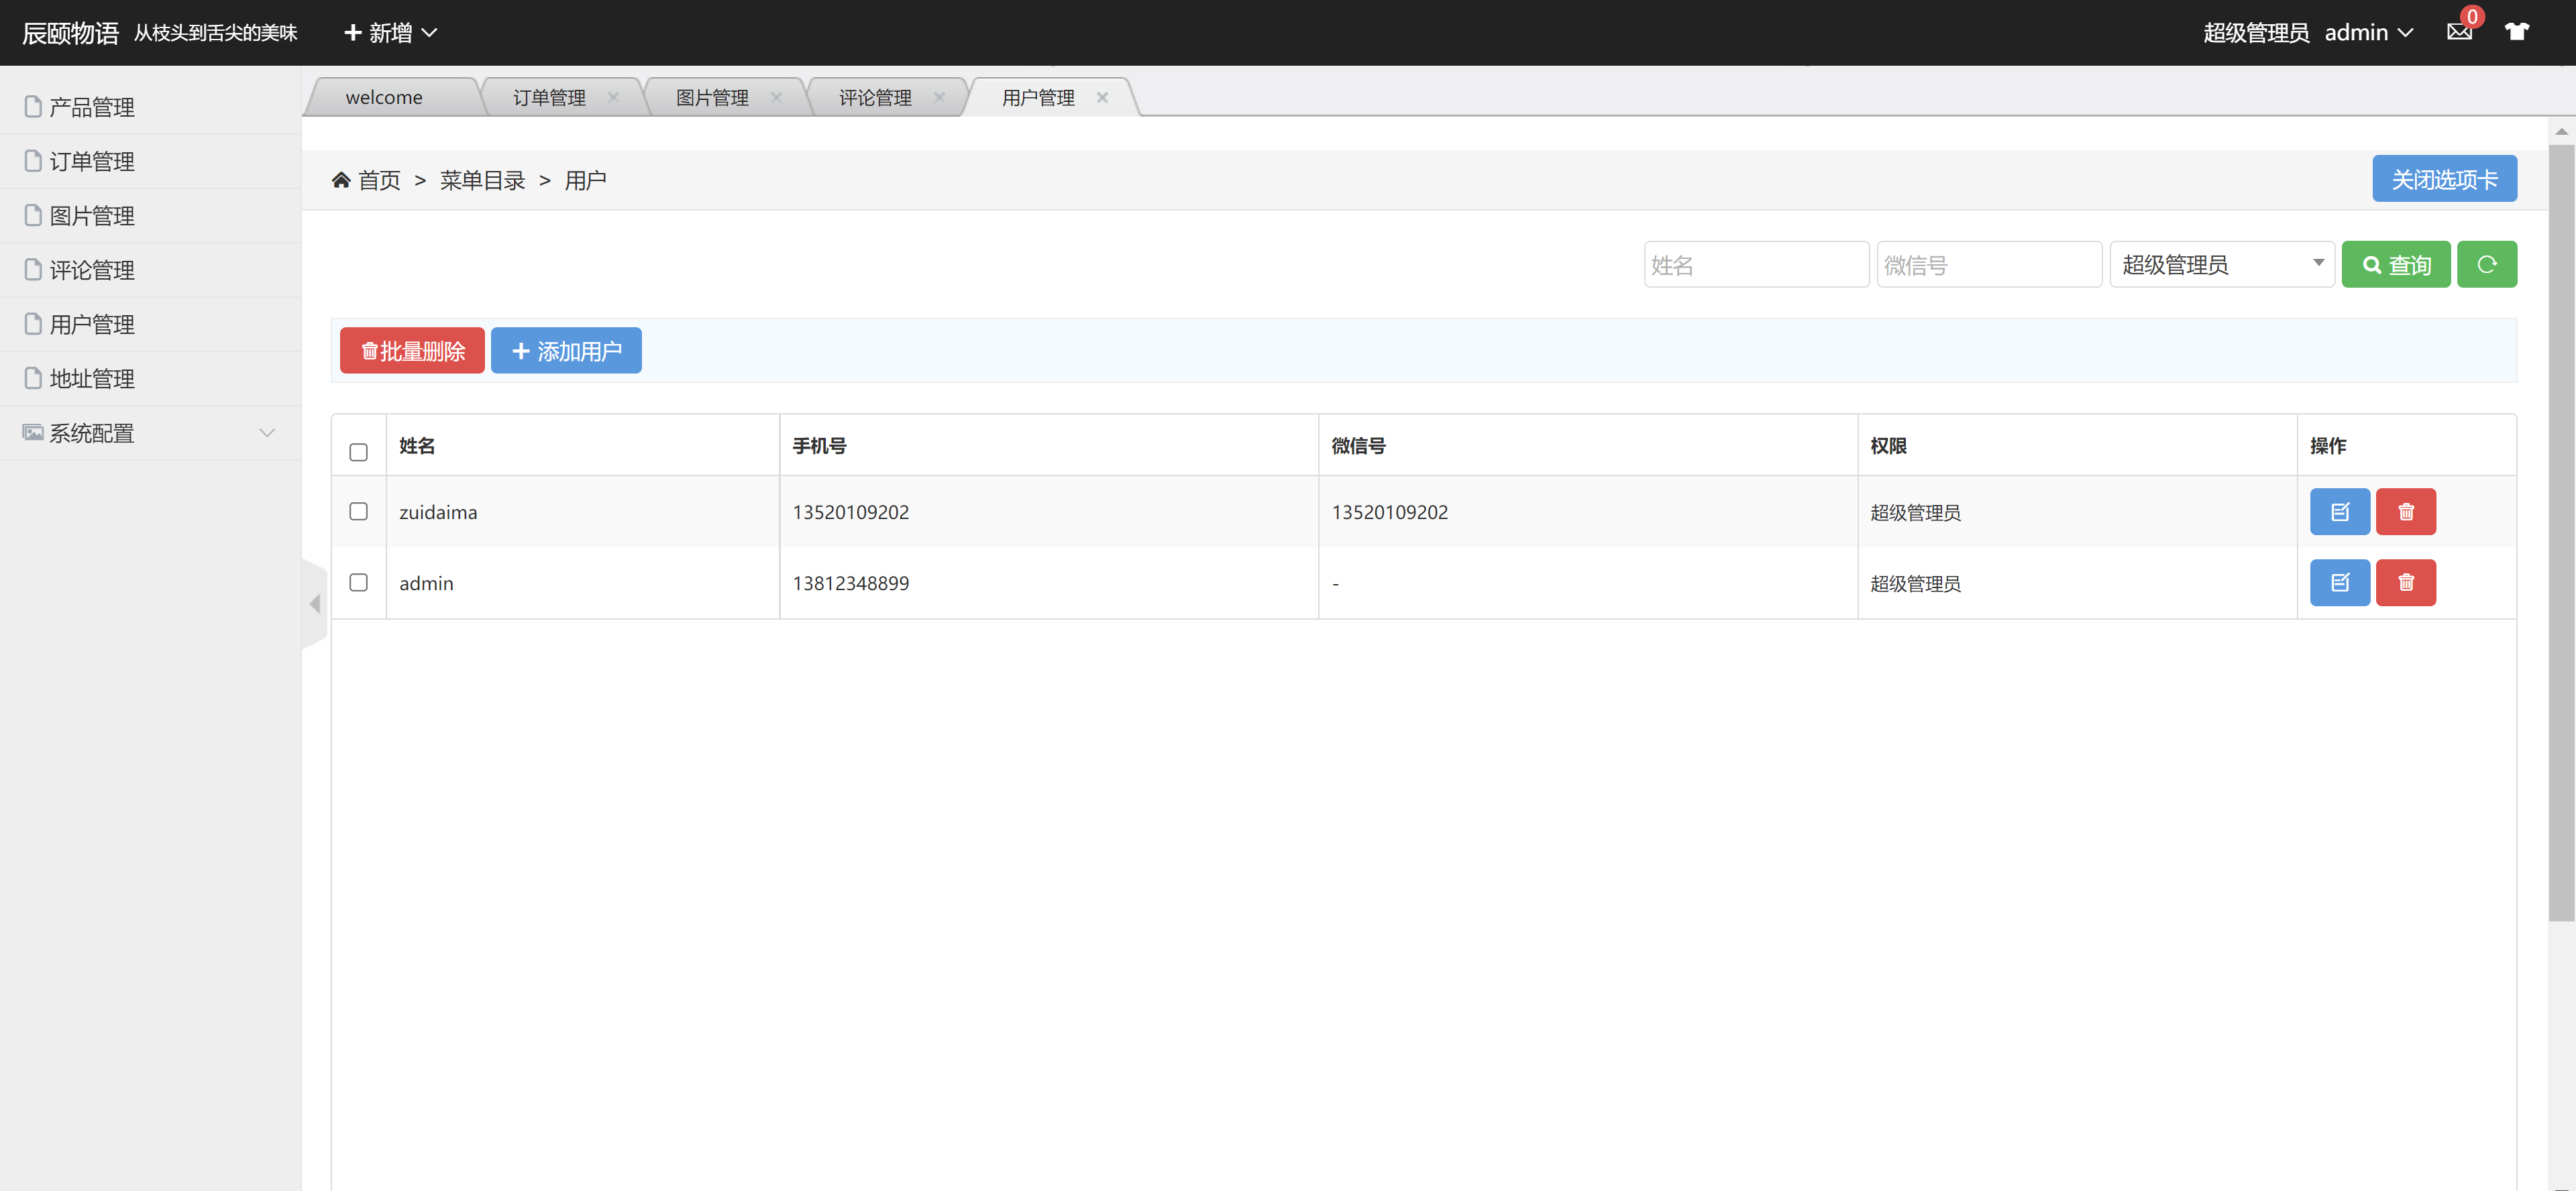 辰颐物语 从枝头到舌尖的美味 新增 超级管理员 admin 0
产品管理
订单管理
图片管理
评论管理
用户管理
地址管理
系统配置
welcome 订单管理 图片管理 评论管理 用户管理
首页 > 菜单目录 > 用户 关闭选项卡
姓名 微信号 超级管理员 查询
批量删除 添加用户
姓名 手机号 微信号 权限 操作
zuidaima 13520109202 13520109202 超级管理员
admin 13812348899 - 超级管理员